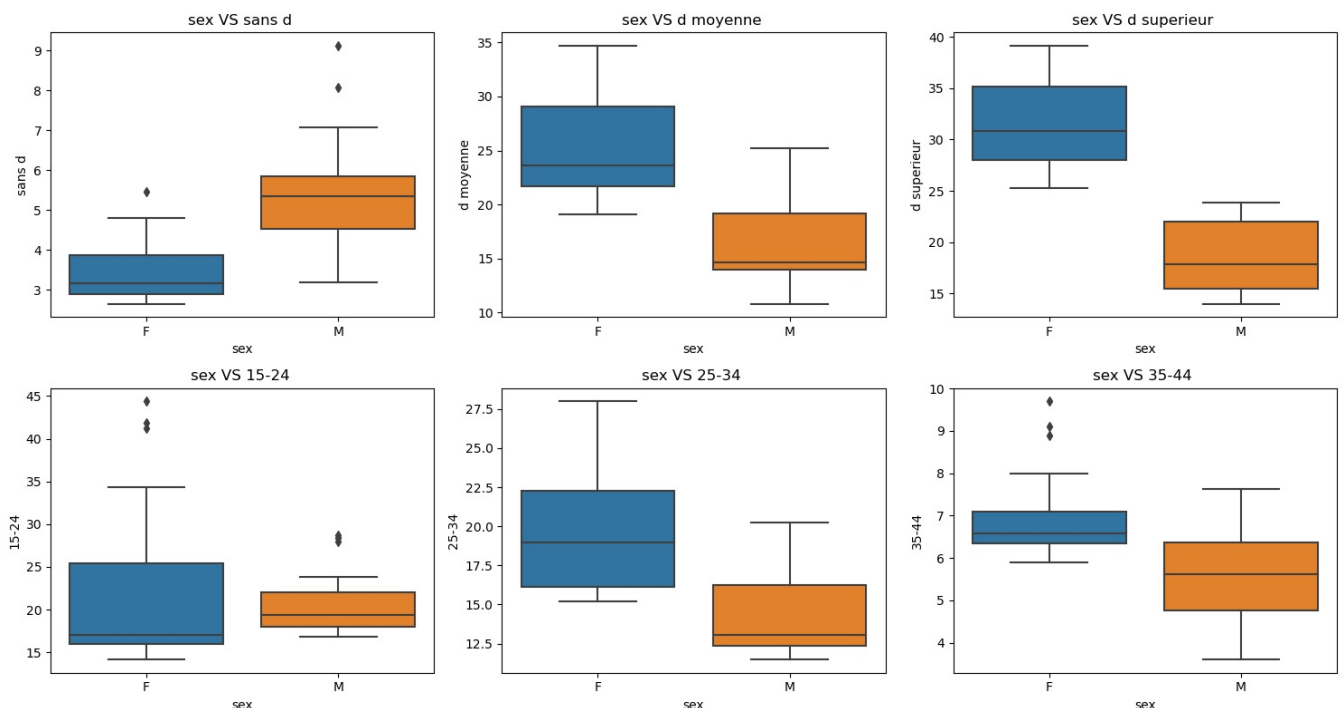 sex VS sans d
sans d
9
8
7
6
5
4
3
F
M
sex
sex VS d moyenne
d moyenne
35
30
25
20
15
10
F
M
sex
sex VS d superieur
d superieur
40
35
30
25
20
15
F
M
sex
sex VS 15-24
15-24
45
40
35
30
25
20
15
F
M
sex
sex VS 25-34
25-34
27.5
25.0
22.5
20.0
17.5
15.0
12.5
F
M
sex
sex VS 35-44
35-44
10
9
8
7
6
5
4
F
M
sex